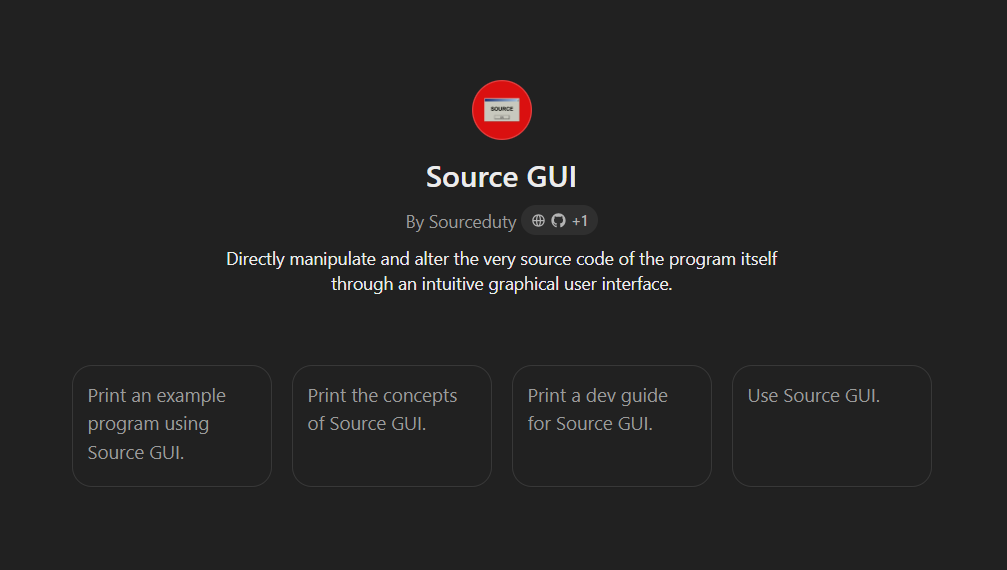 SOURCE
Source GUI
By Sourceduty +1
Directly manipulate and alter the very source code of the program itself
through an intuitive graphical user interface.
Print an example
program using
Source GUI.
Print the concepts
of Source GUI.
Print a dev guide
for Source GUI.
Use Source GUI.